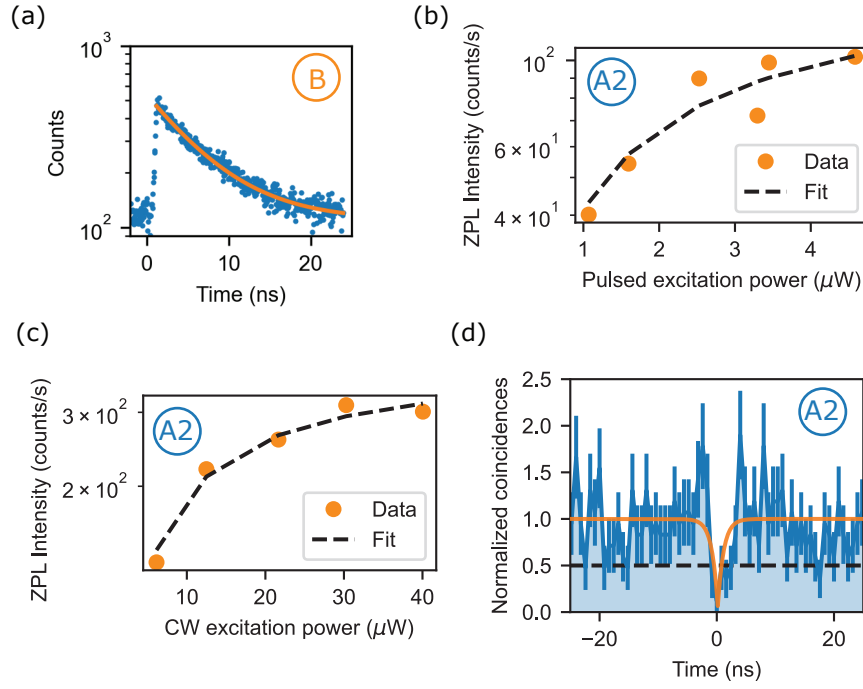 (a)
10³
10²
Counts
0
10
20
Time (ns)
B
(b)
ZPL Intensity (counts/s)
10²
6 × 10¹
4 × 10¹
A2
Data
Fit
1
2
3
4
Pulsed excitation power (μW)
(c)
ZPL Intensity (counts/s)
3 × 10²
2 × 10²
A2
Data
Fit
10
20
30
40
CW excitation power (μW)
(d)
Normalized coincidences
2.5
2.0
1.5
1.0
0.5
0.0
A2
−20
0
20
Time (ns)